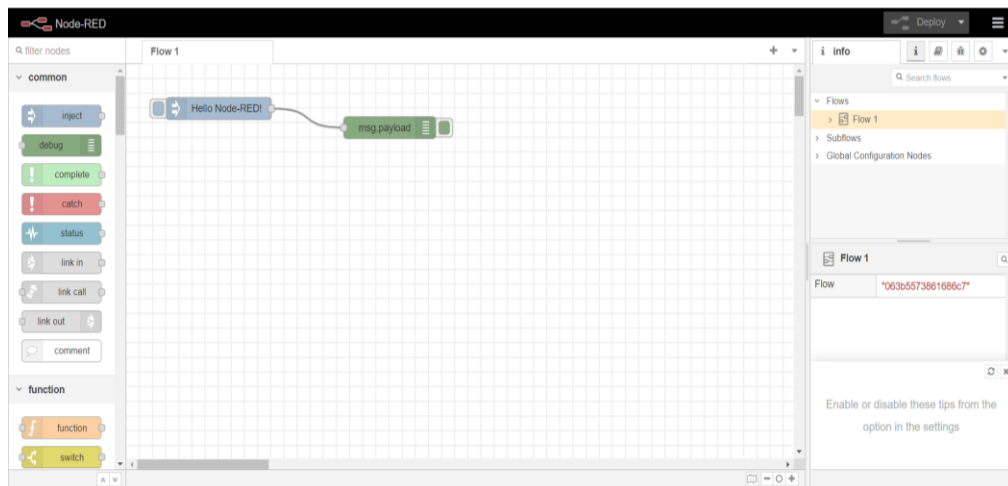 Node-RED
Deploy
filter nodes
Flow 1
i info
i
common
Search flows
inject
Hello Node-RED!
Flows
debug
msg.payload
Flow 1
complete
Subflows
catch
Global Configuration Nodes
status
link in
Flow 1
link call
Flow
"063b5573861686c7"
link out
comment
function
Enable or disable these tips from the
option in the settings
function
switch